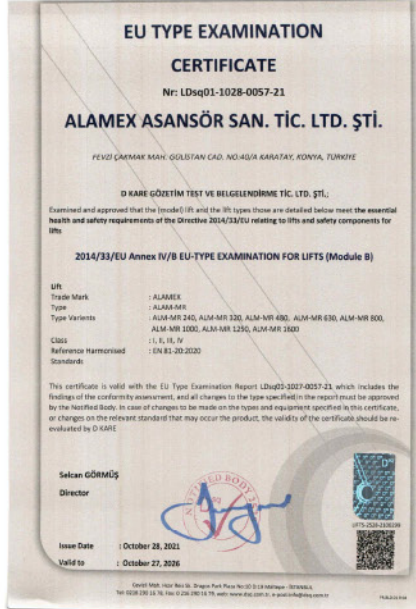 EU TYPE EXAMINATION
CERTIFICATE
Nr: LDsq01-1028-0057-21
ALAMEX ASANSÖR SAN. TİC. LTD. ŞTİ.
FEVZİ ÇAKMAK MAH. GÜLİSTAN CAD. NO:40/A KARATAY, KONYA, TÜRKİYE
D KARE GÖZETİM TEST VE BELGELENDİRME TİC. LTD. ŞTİ.;
Examined and approved that the (model) lift and the lift types those are detailed below meet the essential
health and safety requirements of the Directive 2014/33/EU relating to lifts and safety components for
lifts
2014/33/EU Annex IV/B EU-TYPE EXAMINATION FOR LIFTS (Module B)
Lift
Trade Mark : ALAMEX
Type : ALAM-MR
Type Varients : ALM-MR 240, ALM-MR 320, ALM-MR 480, ALM-MR 630, ALM-MR 800,
ALM-MR 1000, ALM-MR 1250, ALM-MR 1600
Class : I, II, III, IV
Reference Harmonised : EN 81-20:2020
Standards
This certificate is valid with the EU Type Examination Report LDsq01-1027-0057-21 which includes the
findings of the conformity assessment, and all changes to the type specified in the report must be approved
by the Notified Body. In case of changes to be made on the types and equipment specified in this certificate,
or changes on the relevant standard that may occur the product, the validity of the certificate should be re-
evaluated by D KARE
Selcan GÖRMÜŞ
Director
NOTIFIED BODY
Issue Date : October 28, 2021
Valid to : October 27, 2026